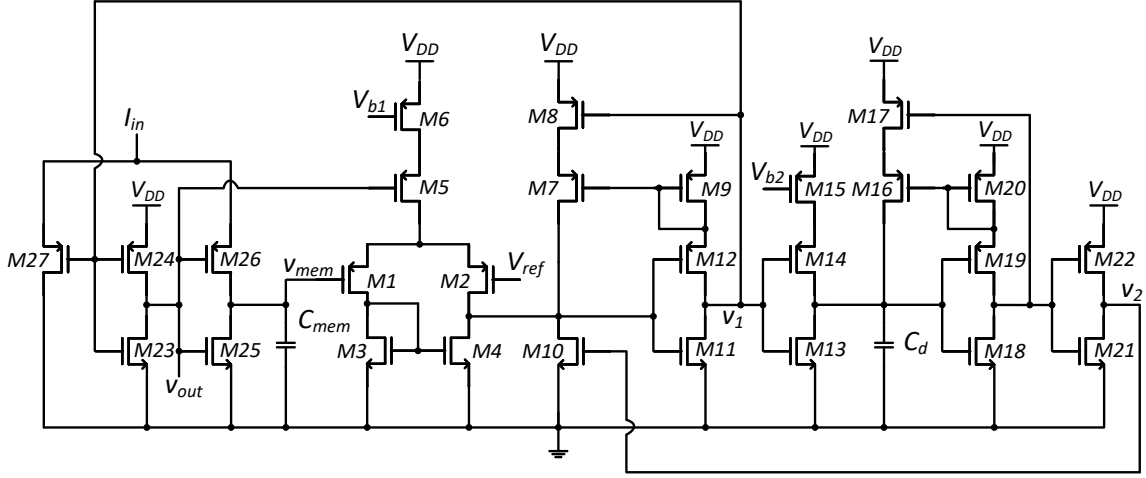 V_DD
V_DD
V_DD
V_b1
M6
M8
M17
I_in
V_DD
V_DD
V_DD
V_DD
V_DD
M5
M7
M9
V_b2
M15
M16
M20
M27
M24
M26
v_mem
M1
M2
V_ref
M12
M14
M19
M22
C_mem
v_1
v_2
M23
M25
M3
M4
M10
M11
M13
C_d
M18
M21
v_out